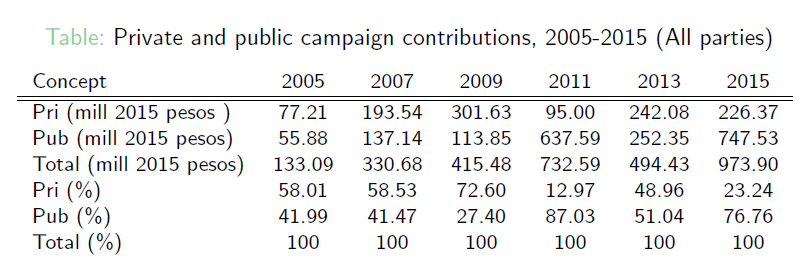 Table: Private and public campaign contributions, 2005-2015 (All parties)
Concept 2005 2007 2009 2011 2013 2015
Pri (mill 2015 pesos ) 77.21 193.54 301.63 95.00 242.08 226.37
Pub (mill 2015 pesos) 55.88 137.14 113.85 637.59 252.35 747.53
Total (mill 2015 pesos) 133.09 330.68 415.48 732.59 494.43 973.90
Pri (%) 58.01 58.53 72.60 12.97 48.96 23.24
Pub (%) 41.99 41.47 27.40 87.03 51.04 76.76
Total (%) 100 100 100 100 100 100